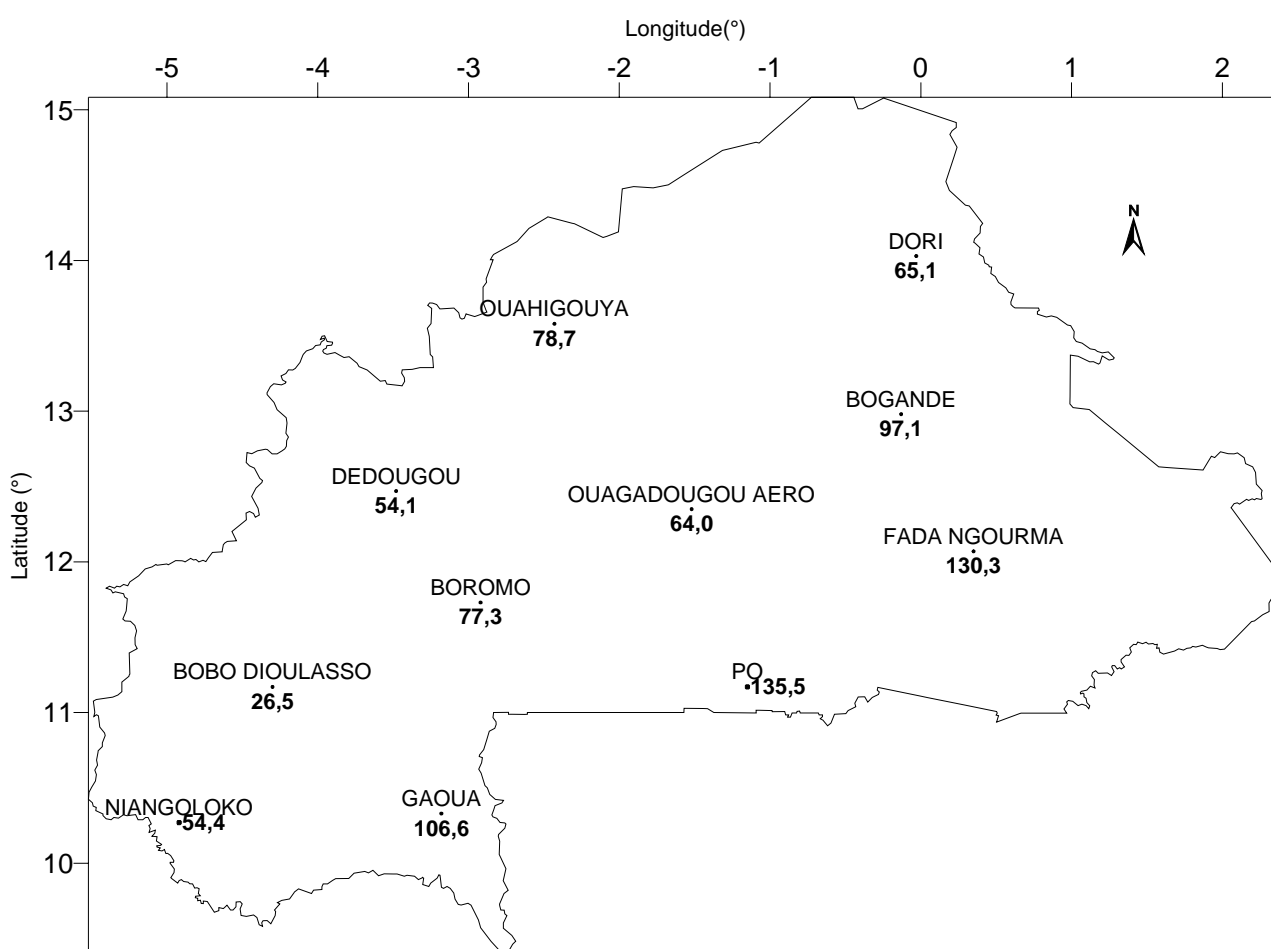 Longitude(°)
-5 -4 -3 -2 -1 0 1 2
15
N
DORI
14
65,1
OUAHIGOUYA
78,7
13
BOGANDE
97,1
DEDOUGOU
54,1
OUAGADOUGOU AERO
64,0
Latitude (°)
12
FADA NGOURMA
130,3
BOROMO
77,3
BOBO DIOULASSO
26,5
PO
135,5
11
NIANGOLOKO
54,4
GAOUA
106,6
10